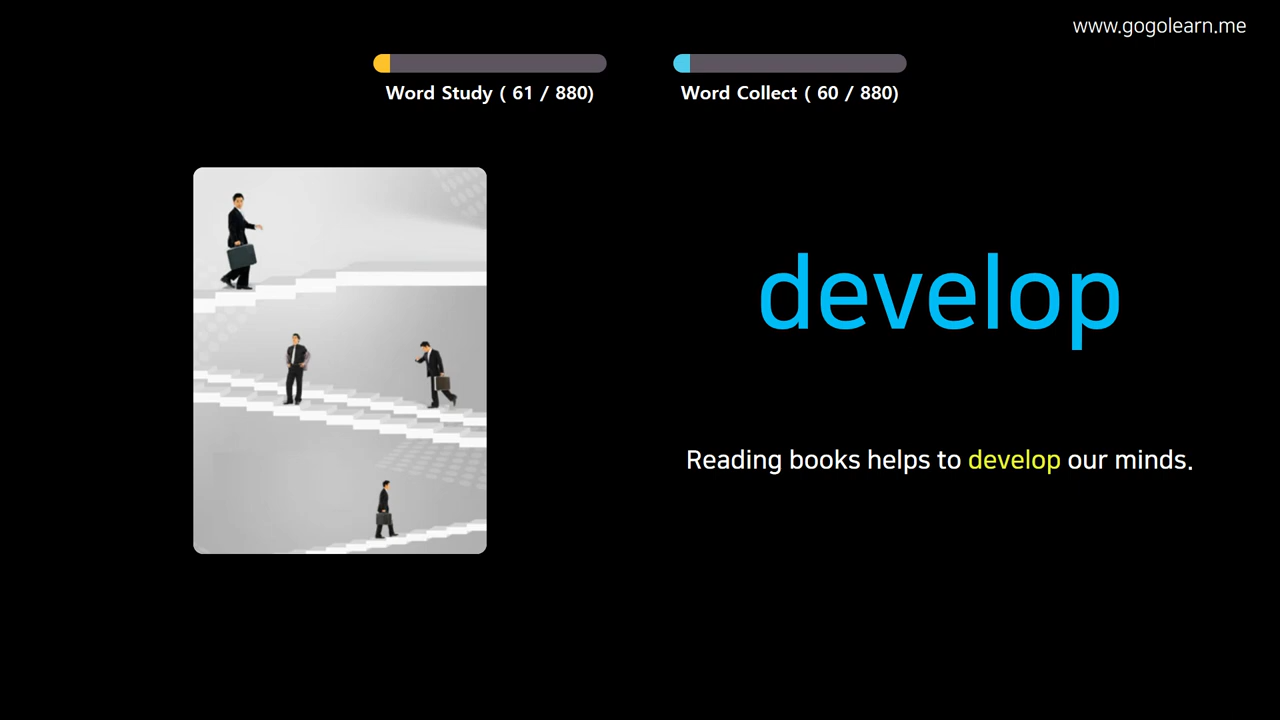 www.gogolearn.me
Word Study ( 61 / 880)
Word Collect ( 60 / 880)
develop
Reading books helps to develop our minds.